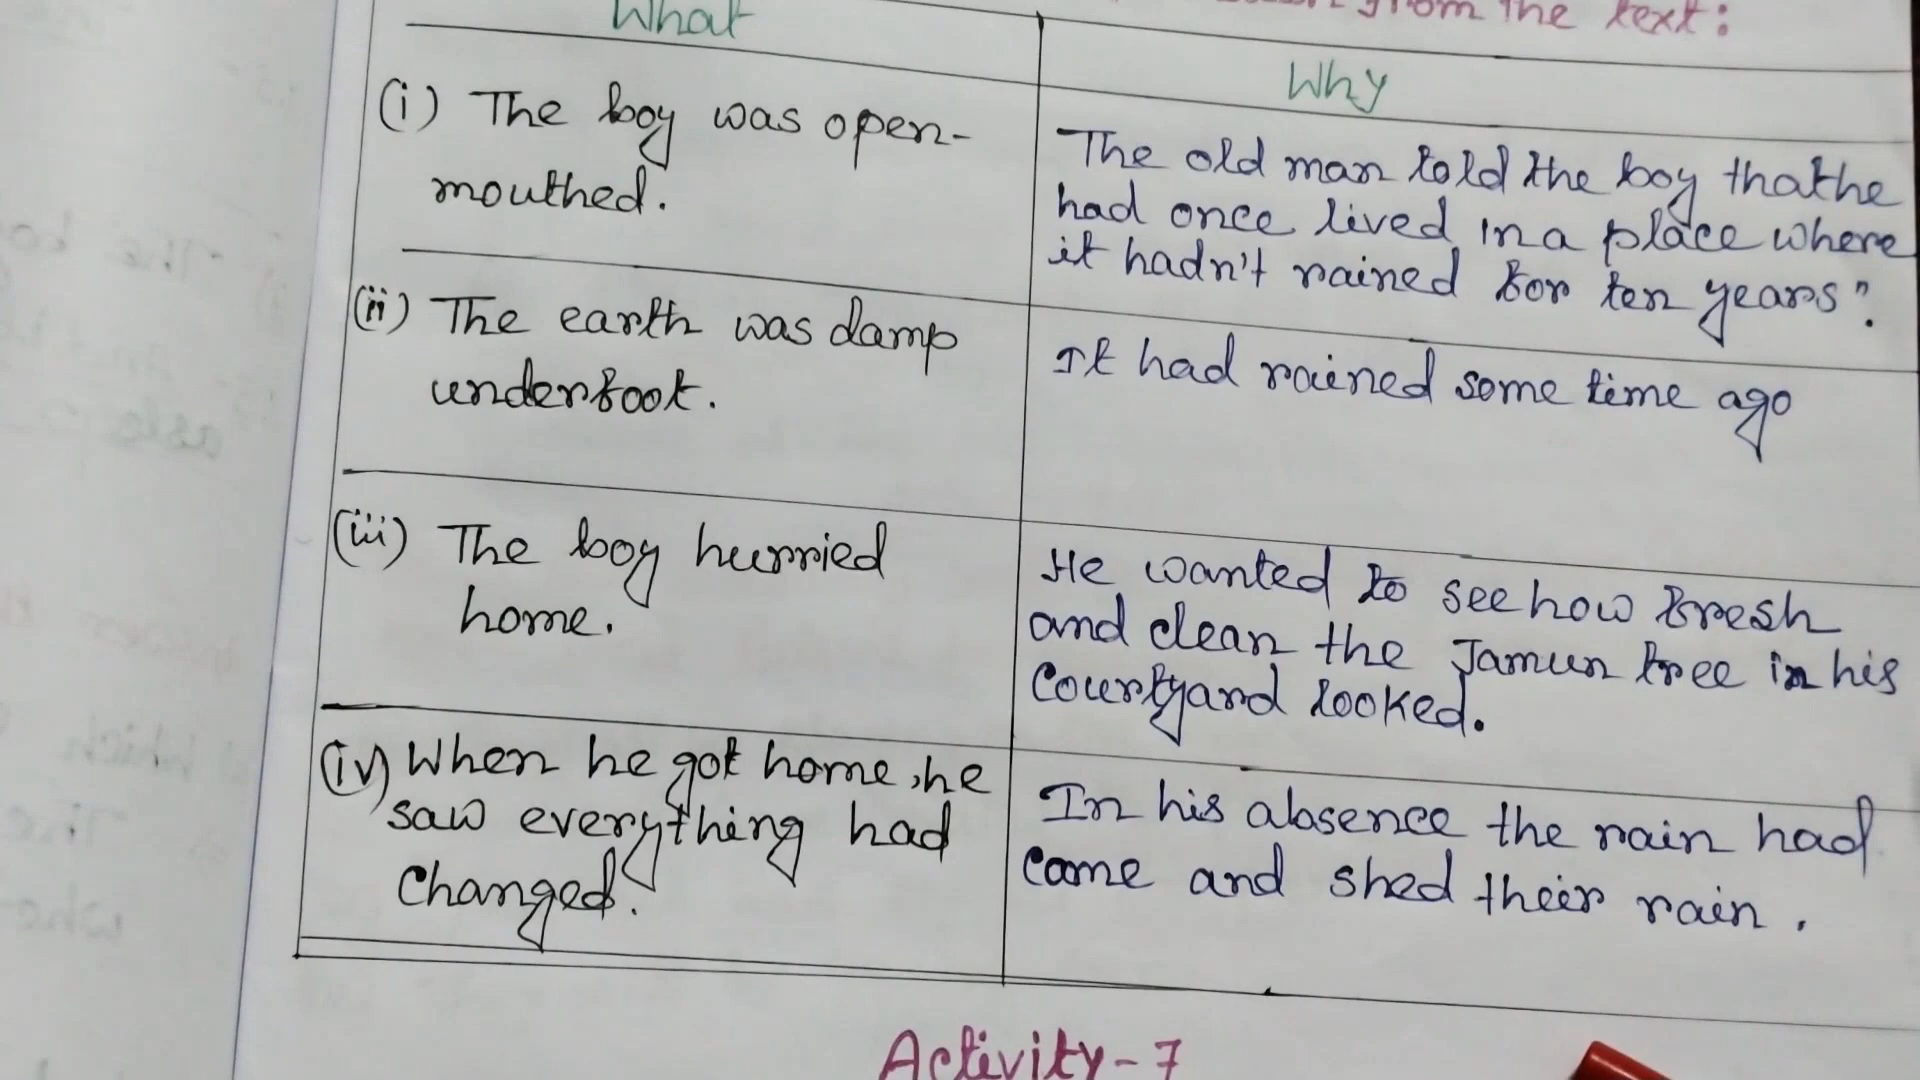 from the text:
What
Why
(i) The boy was open-
mouthed.
The old man told the boy that he
had once lived in a place where
it hadn't rained for ten years".
(ii) The earth was damp
underfoot.
It had rained some time ago
(iii) The boy hurried
home.
He wanted to see how fresh
and clean the Jamun tree in his
Courtyard looked.
(iv) When he got home, he
saw everything had
Changed.
In his absence the rain had
Come and shed their rain.
Activity-7